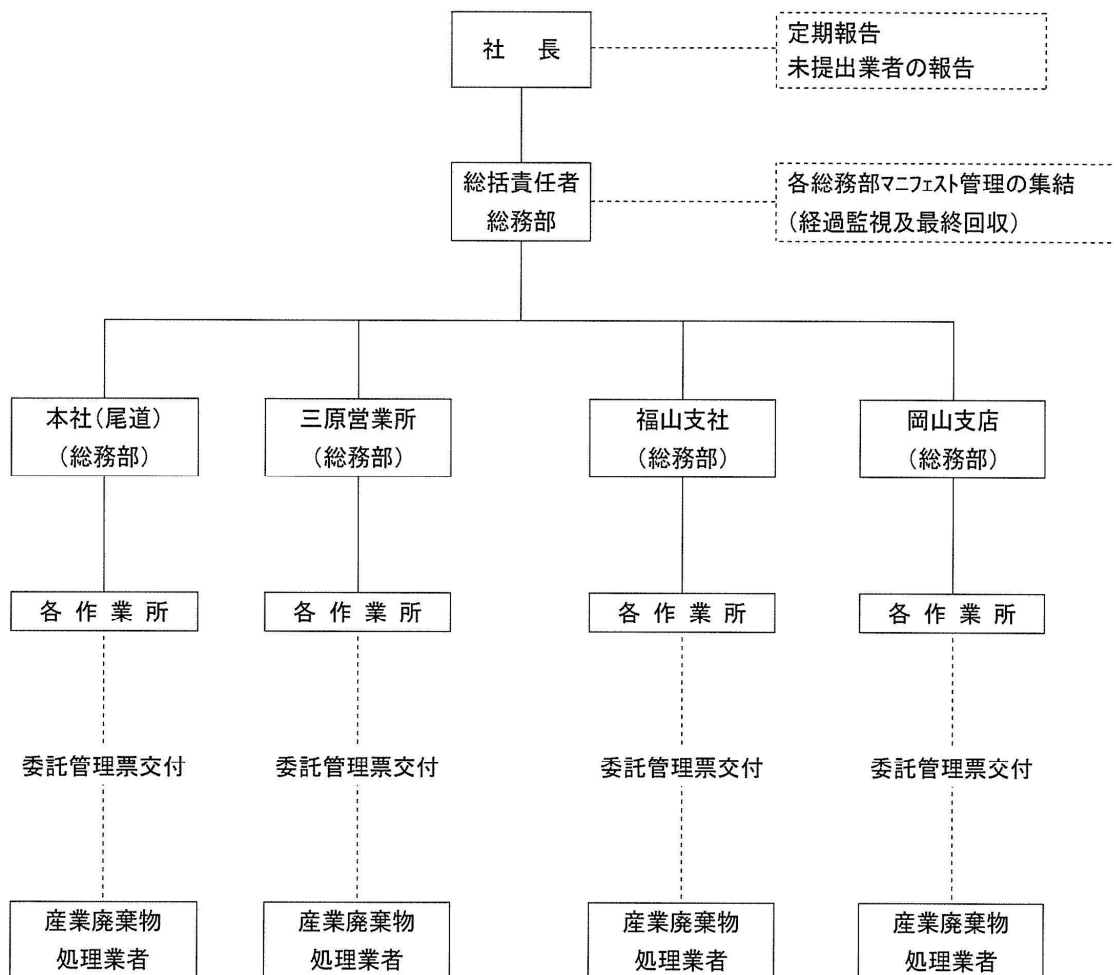 社 長
定期報告
未提出業者の報告
総括責任者
総務部
各総務部マニフェスト管理の集結
(経過監視及最終回収)
本社(尾道)
(総務部)
三原営業所
(総務部)
福山支社
(総務部)
岡山支店
(総務部)
各 作 業 所
各 作 業 所
各 作 業 所
各 作 業 所
委託管理票交付
委託管理票交付
委託管理票交付
委託管理票交付
産業廃棄物
処理業者
産業廃棄物
処理業者
産業廃棄物
処理業者
産業廃棄物
処理業者